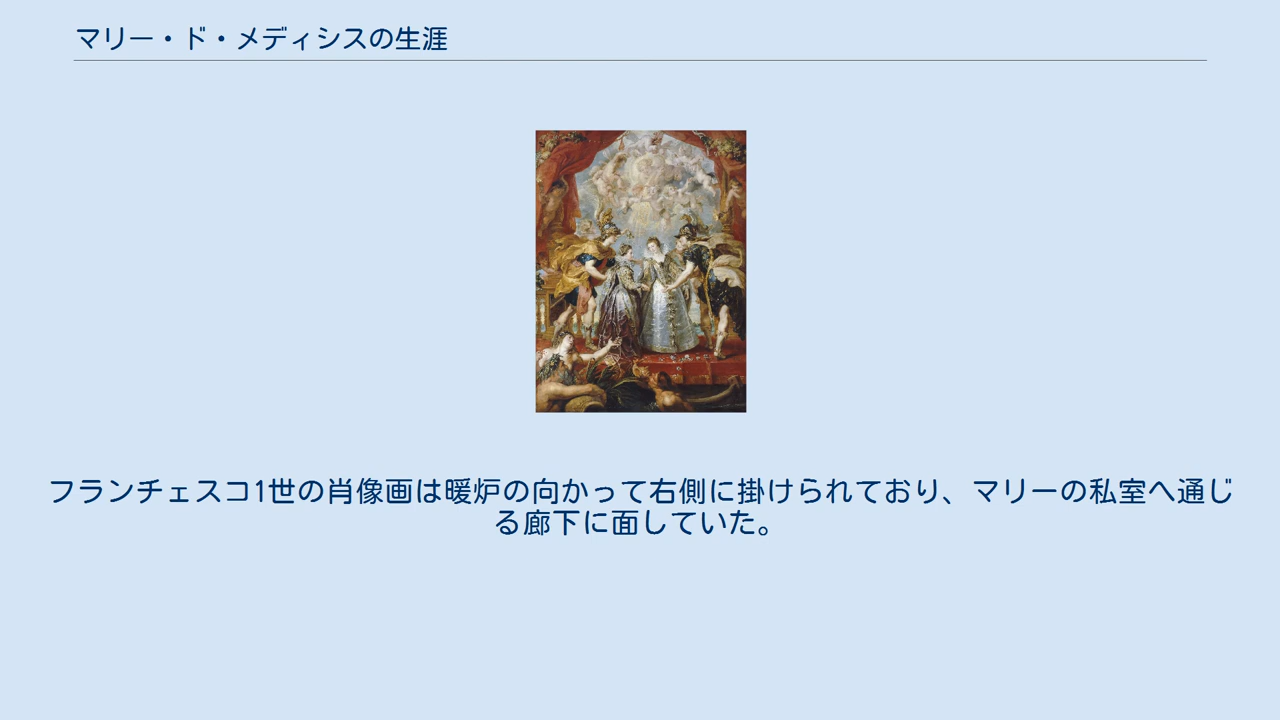 マリー・ド・メディシスの生涯
フランチェスコ1世の肖像画は暖炉の向かって右側に掛けられており、マリーの私室へ通じ
る廊下に面していた。